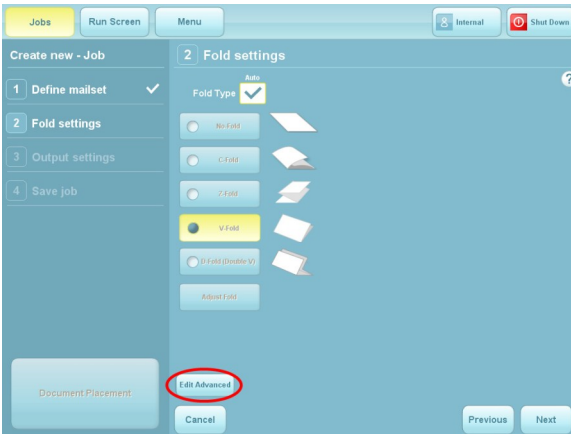 Jobs
Run Screen
Menu
Internal
Shut Down
Create new - Job
1 Define mailset
2 Fold settings
3 Output settings
4 Save job
Document Placement
2 Fold settings
?
Auto
Fold Type
No-Fold
C-Fold
Z-Fold
V-Fold
D-Fold (Double V)
Adjust Fold
Edit Advanced
Cancel
Previous
Next